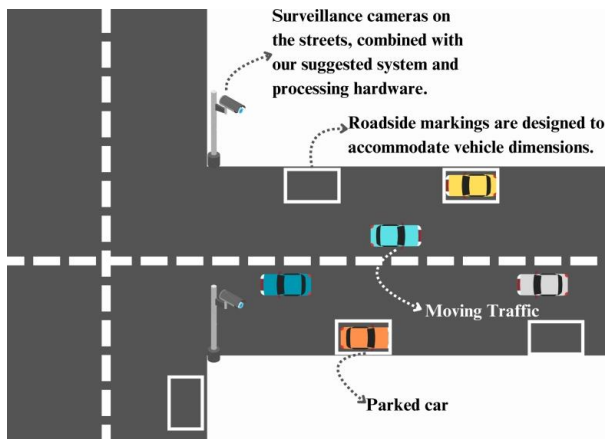 Surveillance cameras on
the streets, combined with
our suggested system and
processing hardware.
Roadside markings are designed to
accommodate vehicle dimensions.
Moving Traffic
Parked car